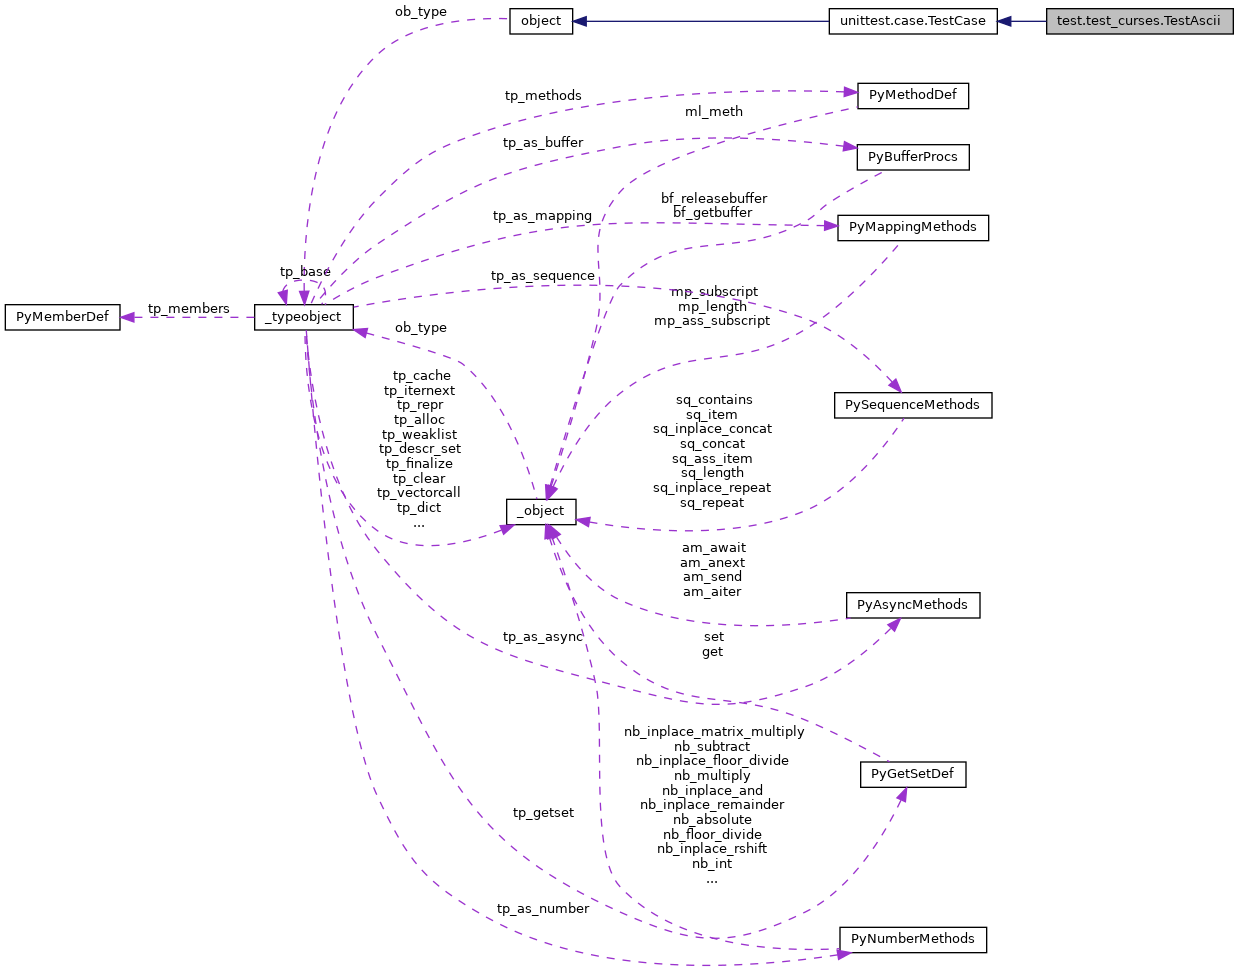 ob_type
object
unittest.case.TestCase
test.test_curses.TestAscii
tp_methods
PyMethodDef
ml_meth
tp_as_buffer
PyBufferProcs
bf_releasebuffer
bf_getbuffer
tp_as_mapping
PyMappingMethods
tp_base
tp_as_sequence
mp_subscript
mp_length
mp_ass_subscript
PyMemberDef
tp_members
_typeobject
ob_type
tp_cache
tp_iternext
tp_repr
tp_alloc
tp_weaklist
tp_descr_set
tp_finalize
tp_clear
tp_vectorcall
tp_dict
...
sq_contains
sq_item
sq_inplace_concat
sq_concat
sq_ass_item
sq_length
sq_inplace_repeat
sq_repeat
PySequenceMethods
_object
am_await
am_anext
am_send
am_aiter
PyAsyncMethods
tp_as_async
set
get
nb_inplace_matrix_multiply
nb_subtract
nb_inplace_floor_divide
nb_multiply
nb_inplace_and
nb_inplace_remainder
nb_absolute
nb_floor_divide
nb_inplace_rshift
nb_int
...
PyGetSetDef
tp_getset
tp_as_number
PyNumberMethods